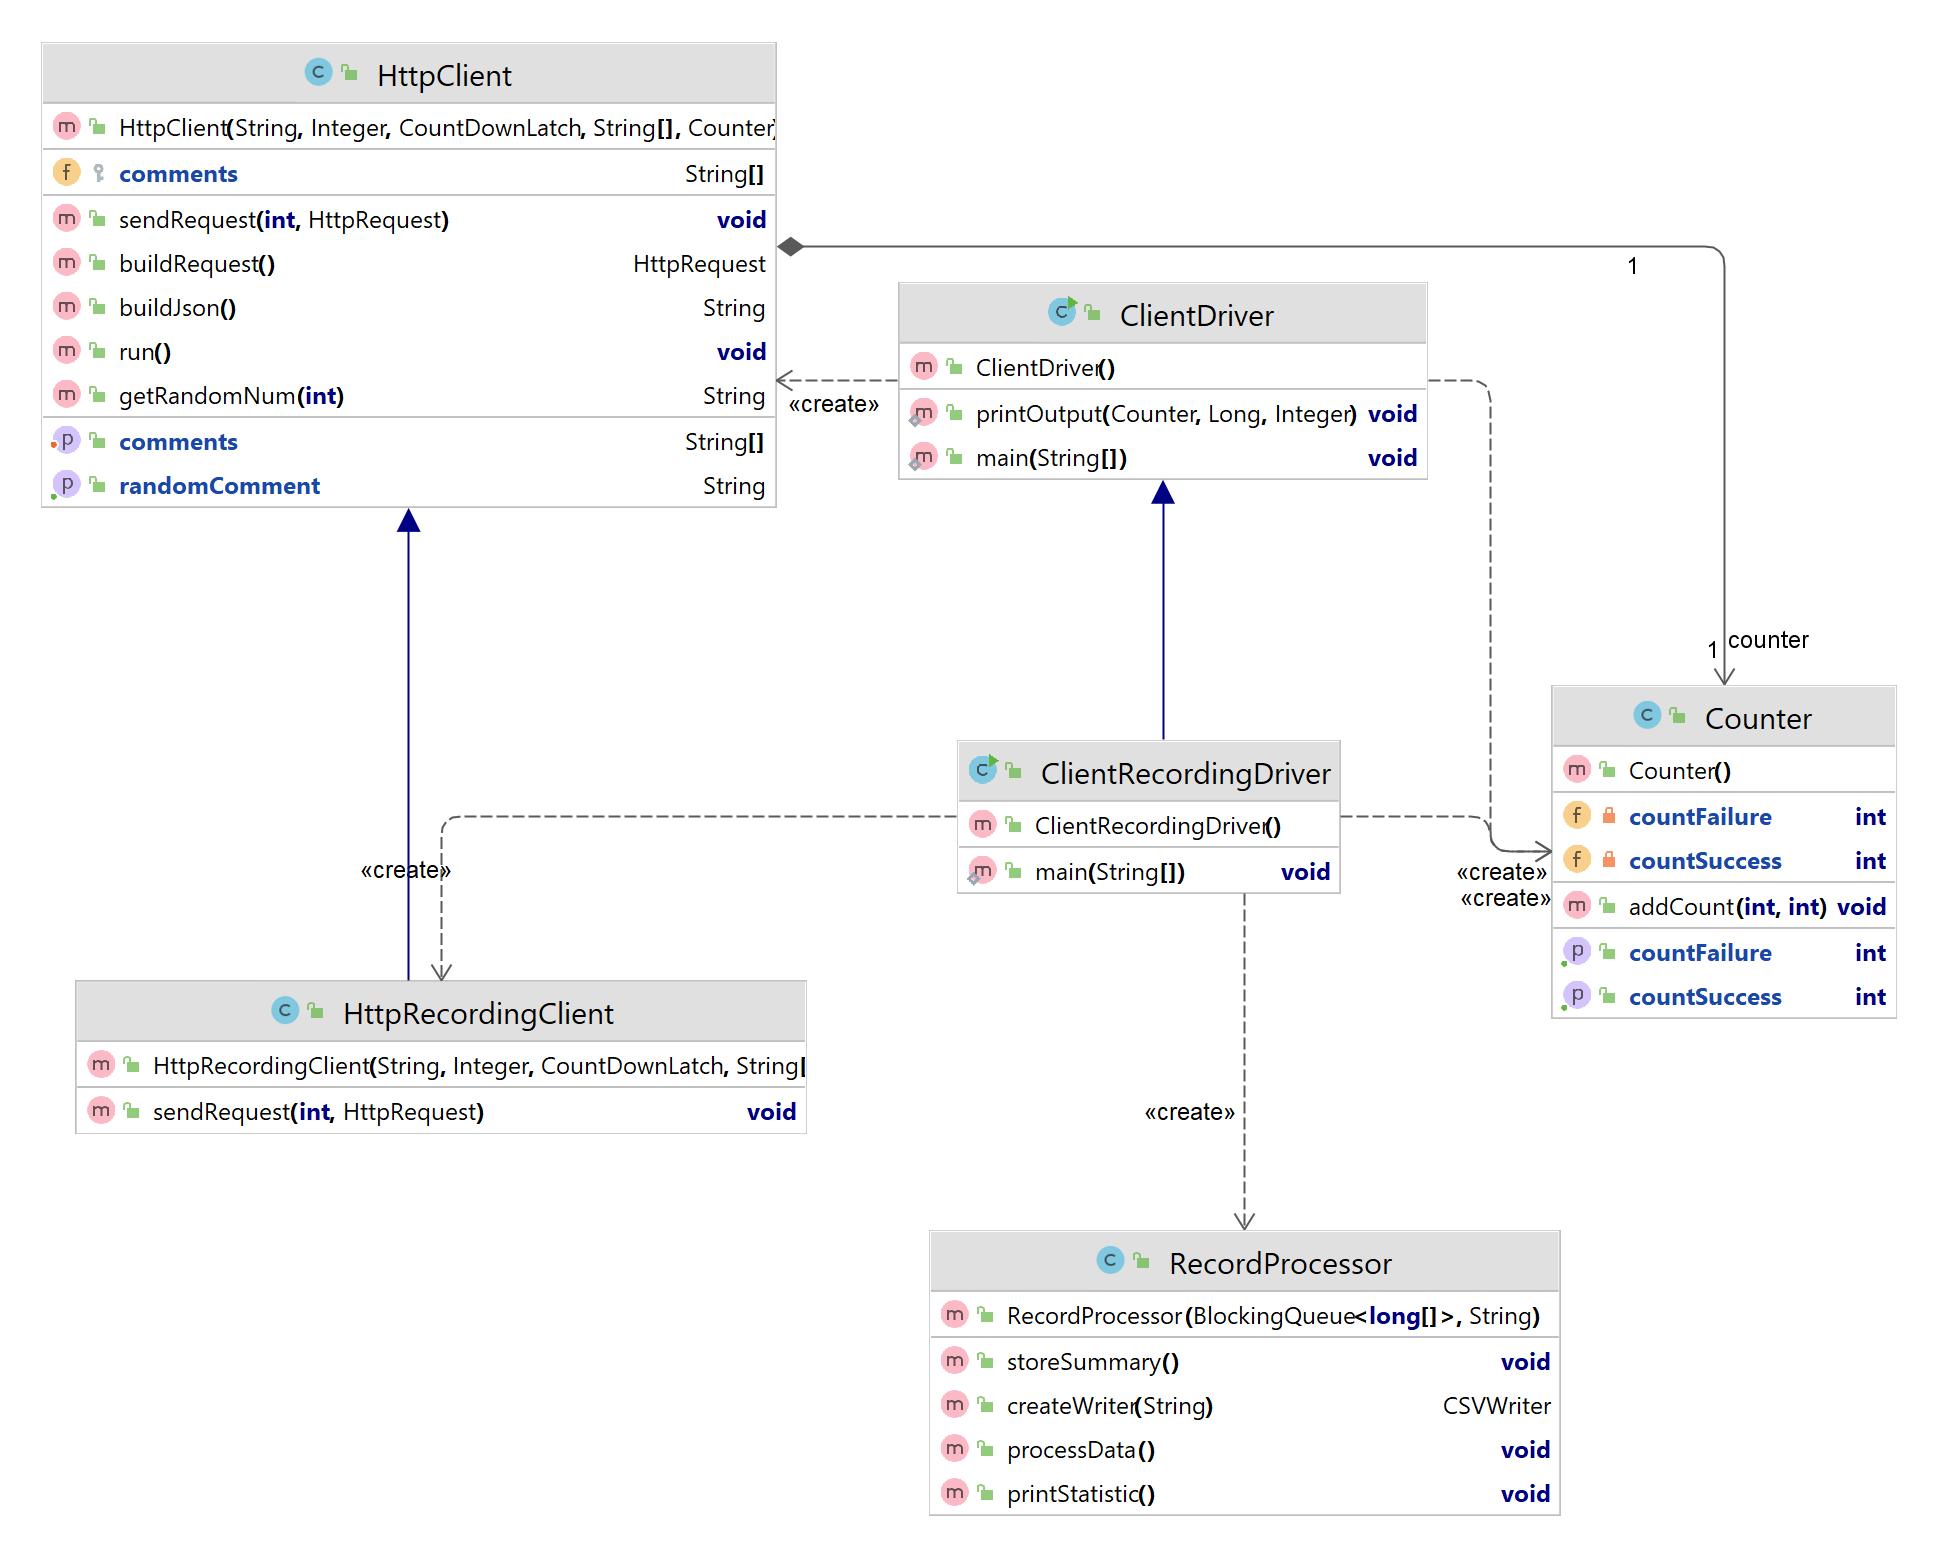 HttpClient
HttpClient(String, Integer, CountDownLatch, String[], Counter)
comments String[]
sendRequest(int, HttpRequest) void
buildRequest() HttpRequest
buildJson() String
run() void
getRandomNum(int) String
comments String[]
randomComment String
1
ClientDriver
ClientDriver()
printOutput(Counter, Long, Integer) void
main(String[]) void
«create»
1 counter
Counter
Counter()
countFailure int
countSuccess int
addCount(int, int) void
countFailure int
countSuccess int
ClientRecordingDriver
ClientRecordingDriver()
main(String[]) void
«create»
«create»
«create»
HttpRecordingClient
HttpRecordingClient(String, Integer, CountDownLatch, String[
sendRequest(int, HttpRequest) void
«create»
RecordProcessor
RecordProcessor(BlockingQueue<long[]>, String)
storeSummary() void
createWriter(String) CSVWriter
processData() void
printStatistic() void